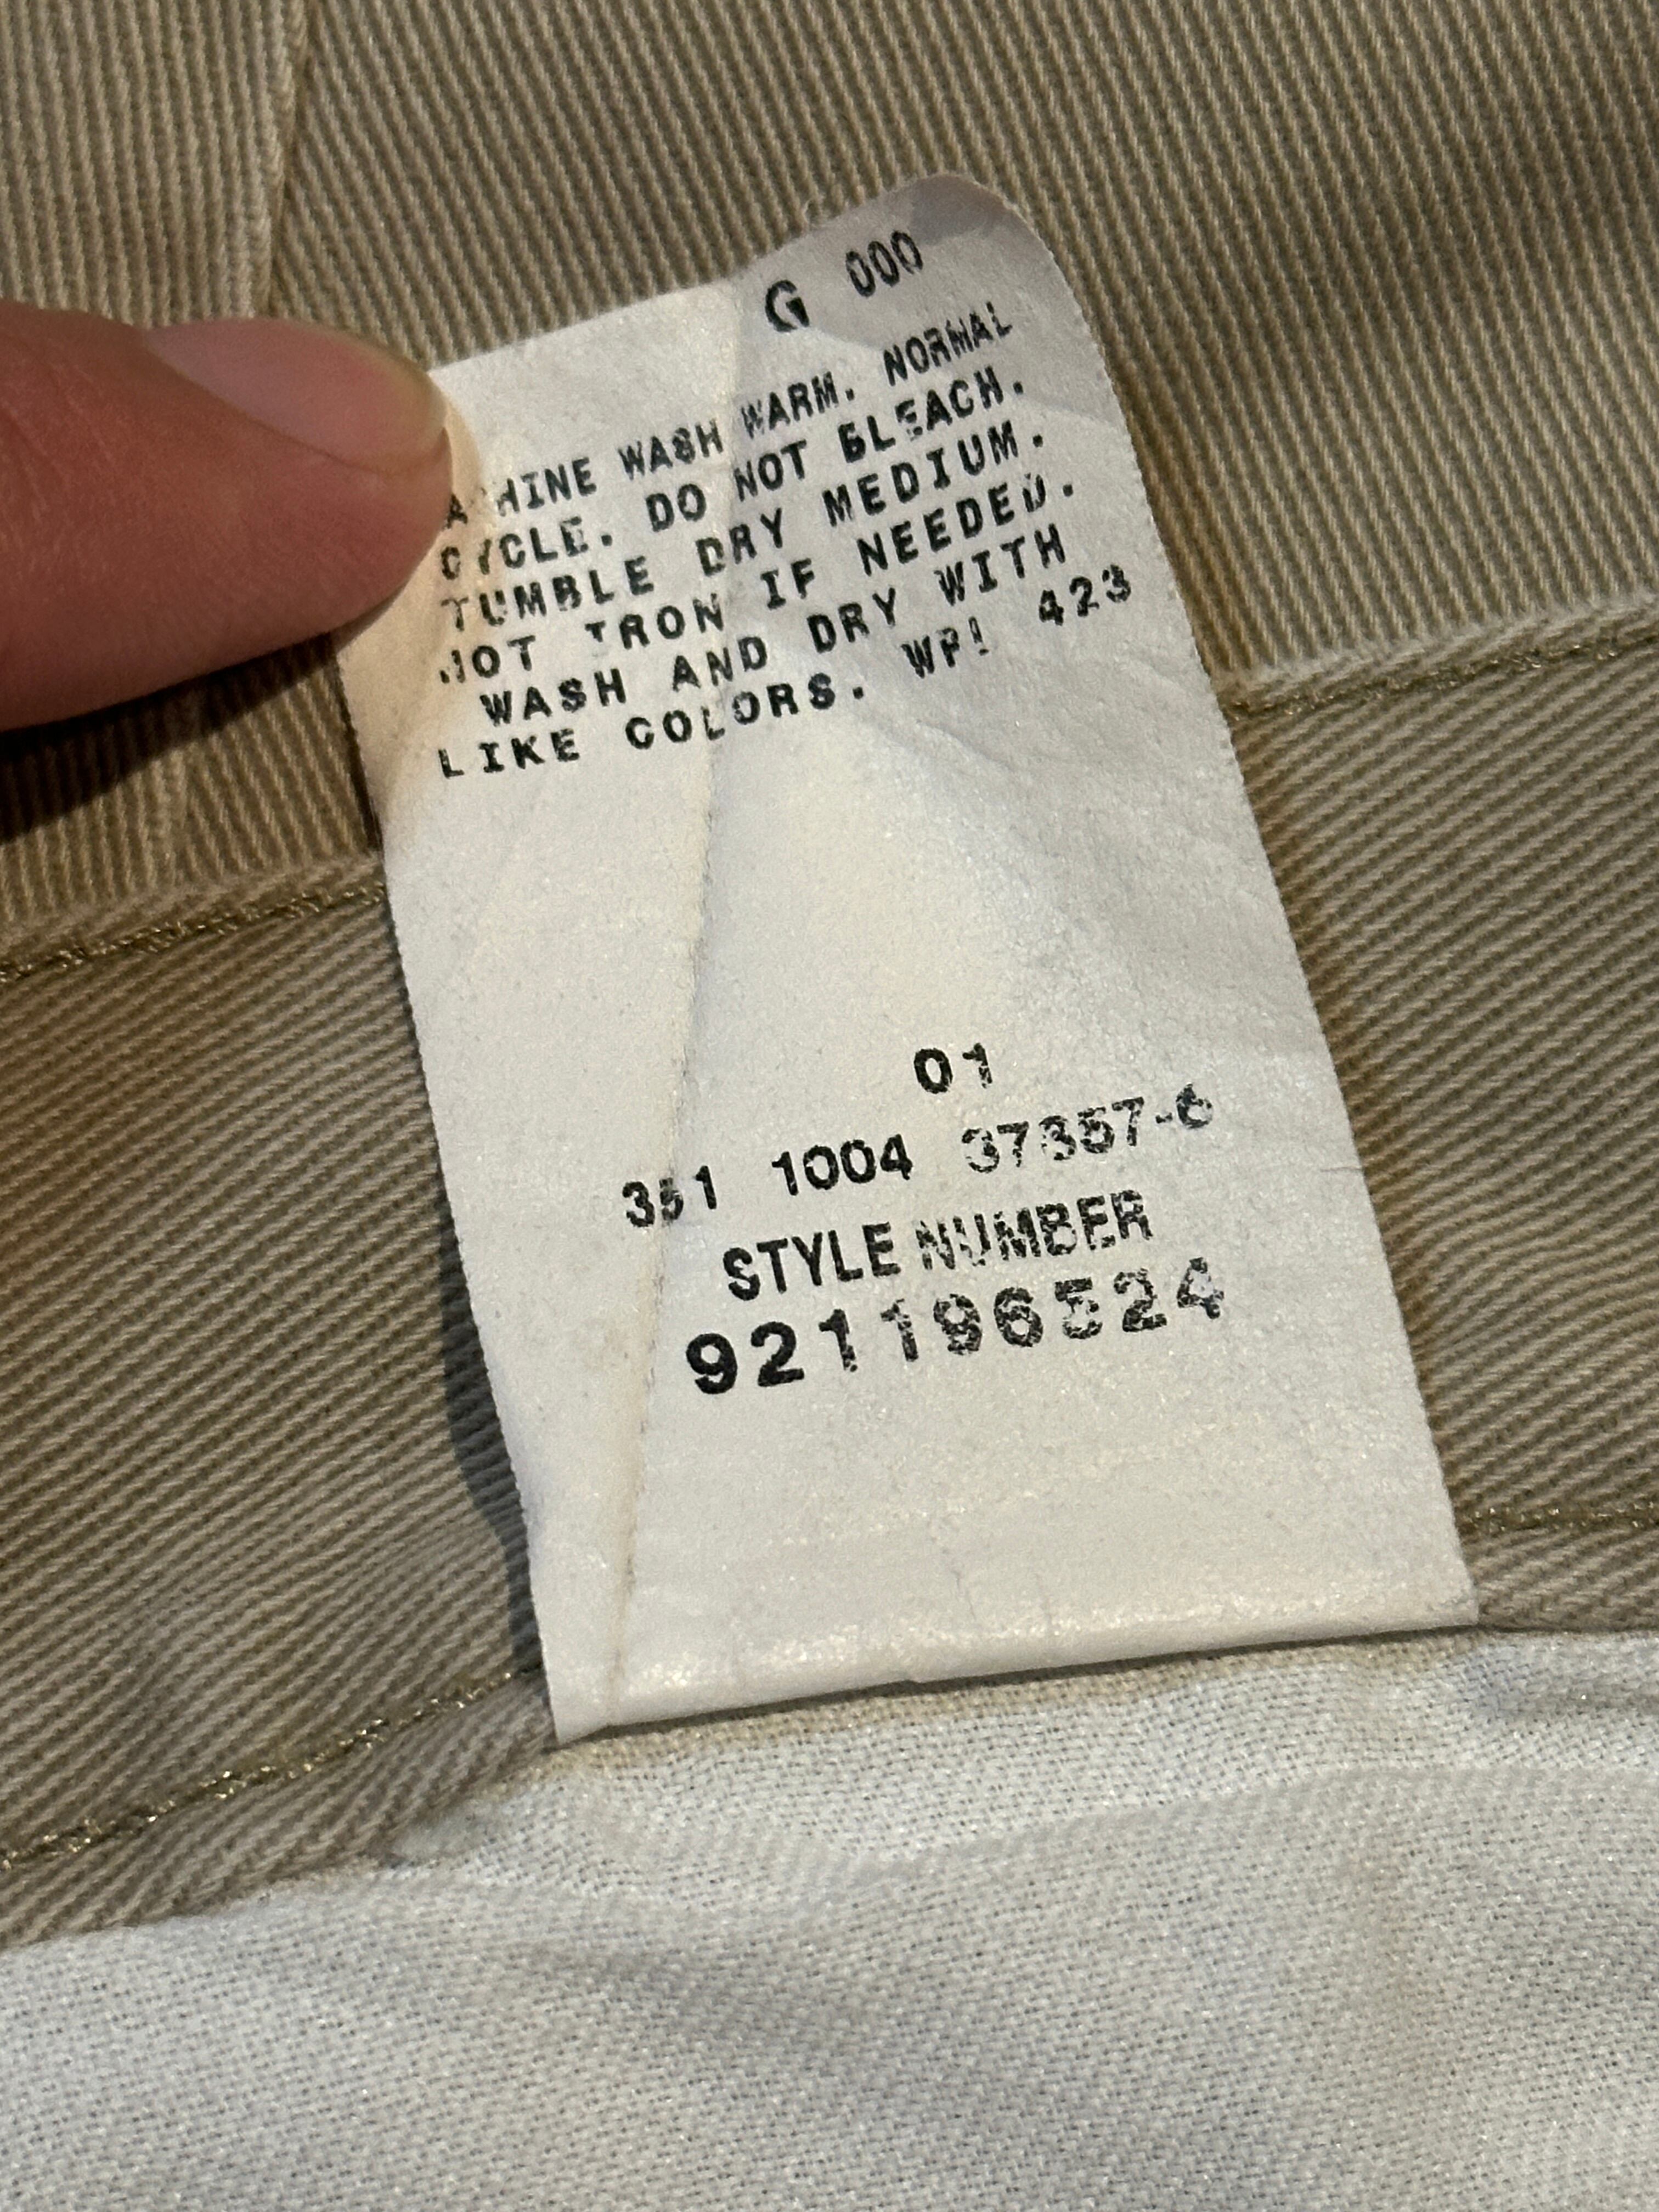 G 000
MACHINE WASH WARM. NORMAL
CYCLE. DO NOT BLEACH.
TUMBLE DRY MEDIUM.
HOT IRON IF NEEDED.
WASH AND DRY WITH
LIKE COLORS. WPL 423
01
351 1004 37357-6
STYLE NUMBER
921196524